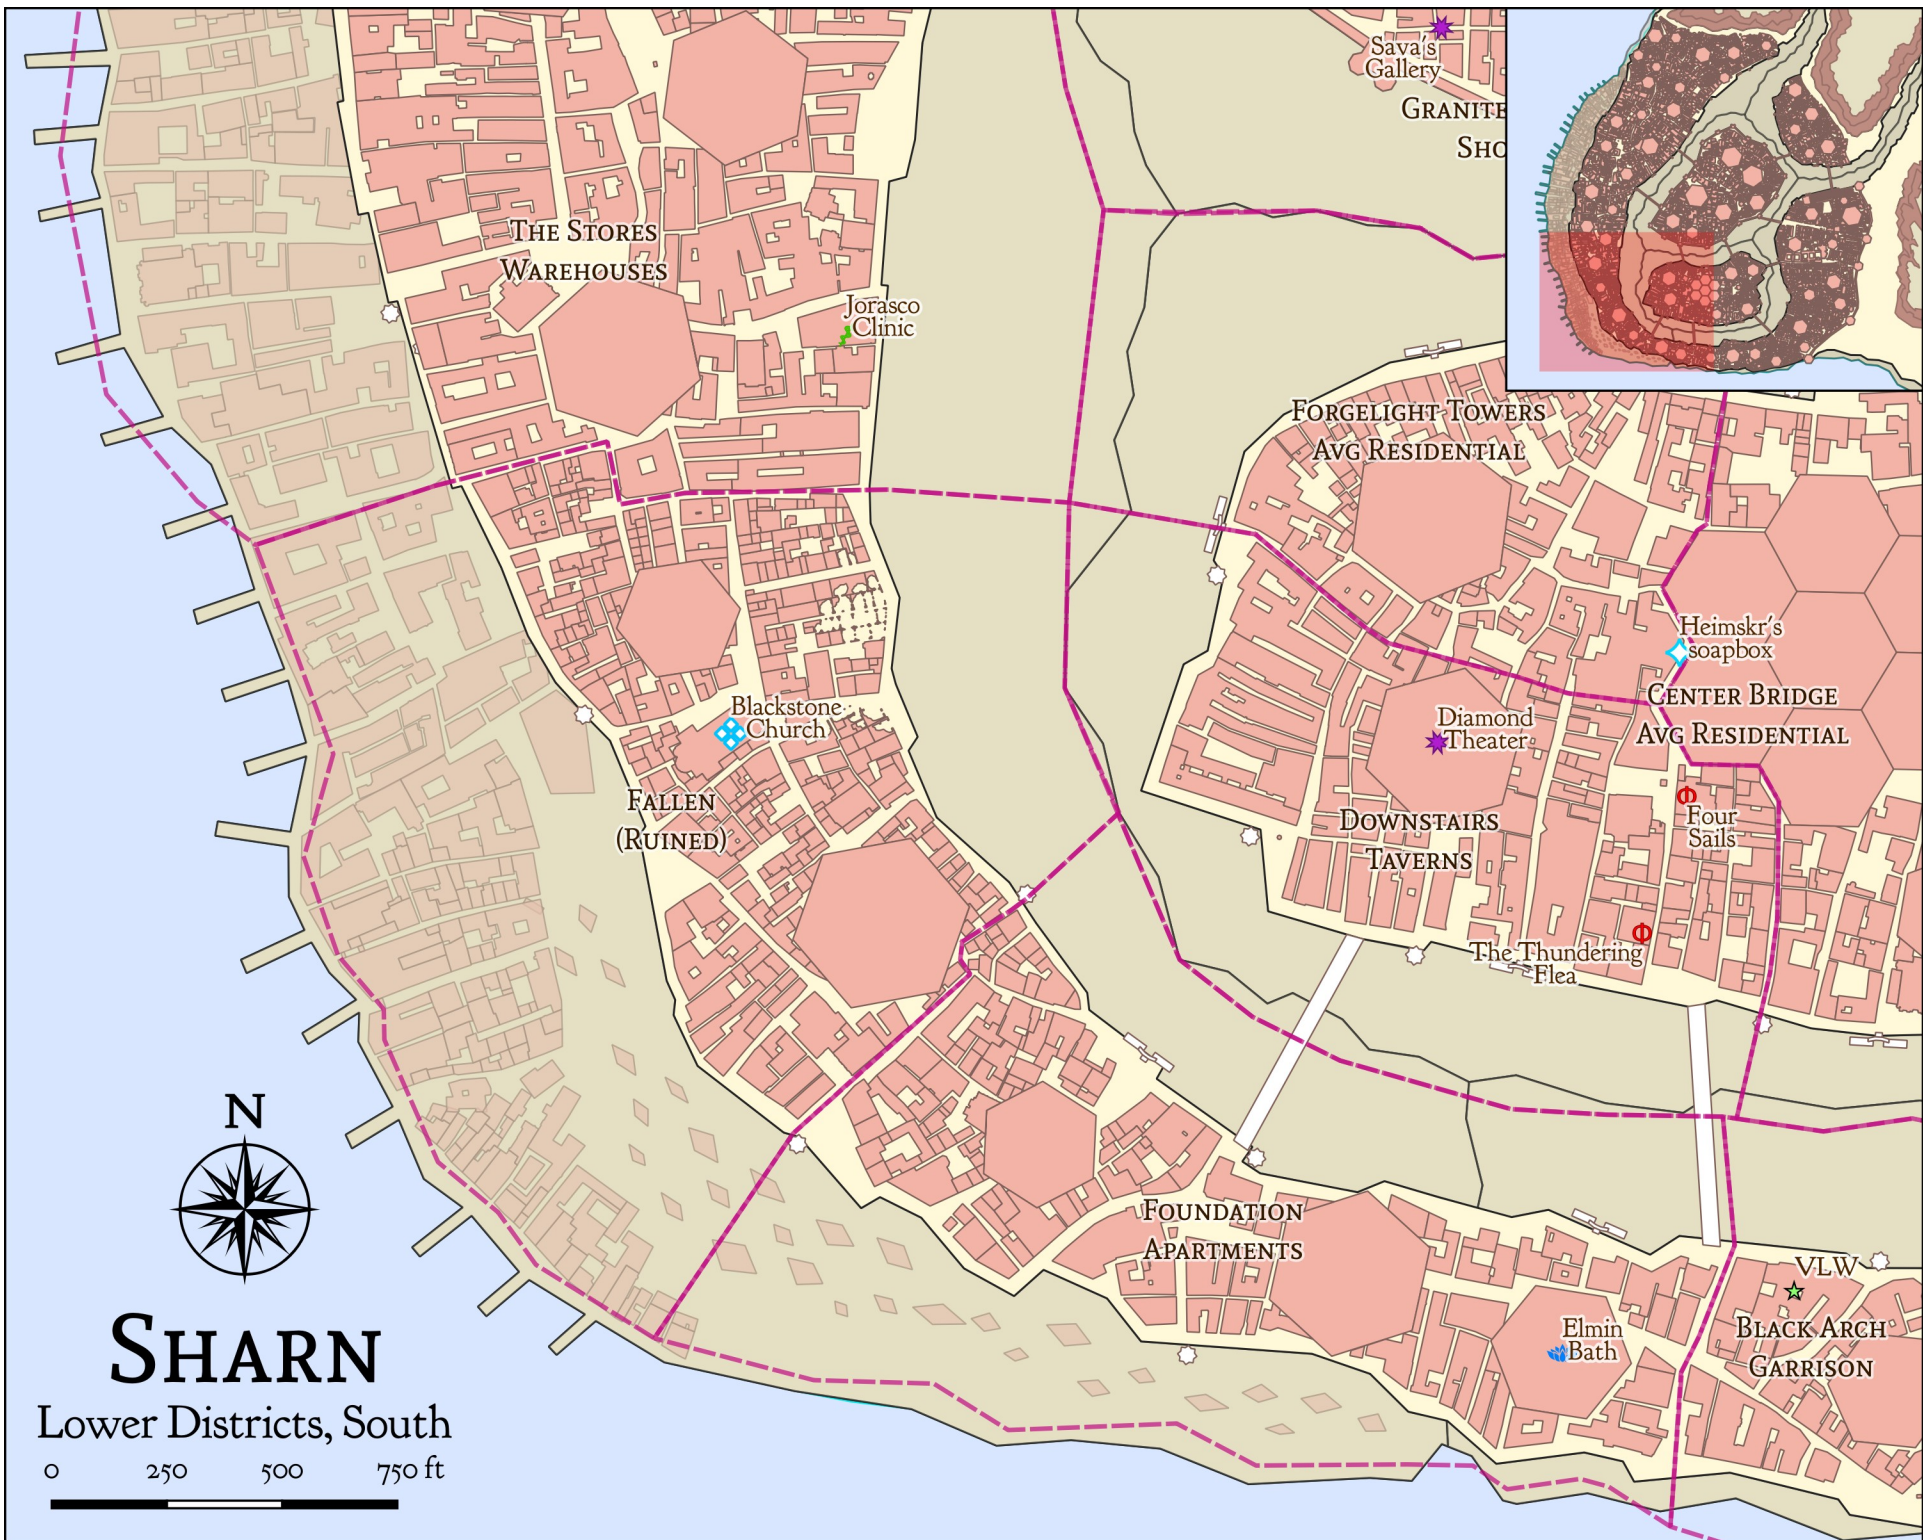 Sava's
Gallery
GRANITE
SHO
THE STORES
WAREHOUSES
Jorasco
Clinic
FORGELIGHT TOWERS
AVG RESIDENTIAL
Heimskr's
soapbox
CENTER BRIDGE
AVG RESIDENTIAL
Blackstone
Church
Diamond
Theater
FALLEN
(RUINED)
DOWNSTAIRS
TAVERNS
Four
Sails
The Thundering
Flea
N
FOUNDATION
APARTMENTS
VLW
BLACK ARCH
GARRISON
Elmin
Bath
SHARN
Lower Districts, South
0 250 500 750 ft